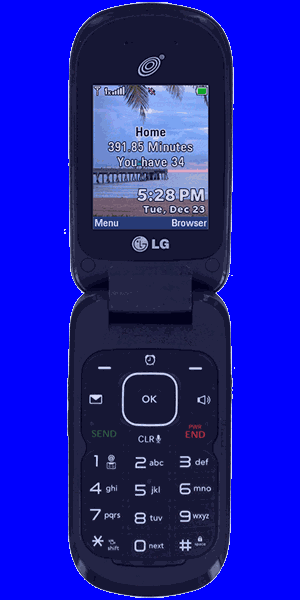 Home
391.85 Minutes
You have 34
5:28 PM
Tue, Dec 23
Menu Browser
LG
OK
SEND CLR PWR END
1 2 abc 3 def
4 ghi 5 jkl 6 mno
7 pqrs 8 tuv 9 wxyz
* shift 0 next # space